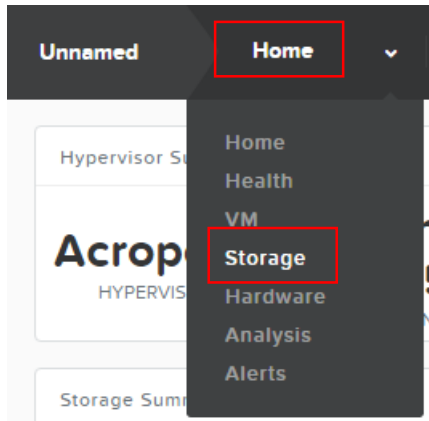 Unnamed
Home
Home
Health
VM
Storage
Hardware
Analysis
Alerts
Hypervisor Su
Acrop
HYPERVIS
Storage Summ